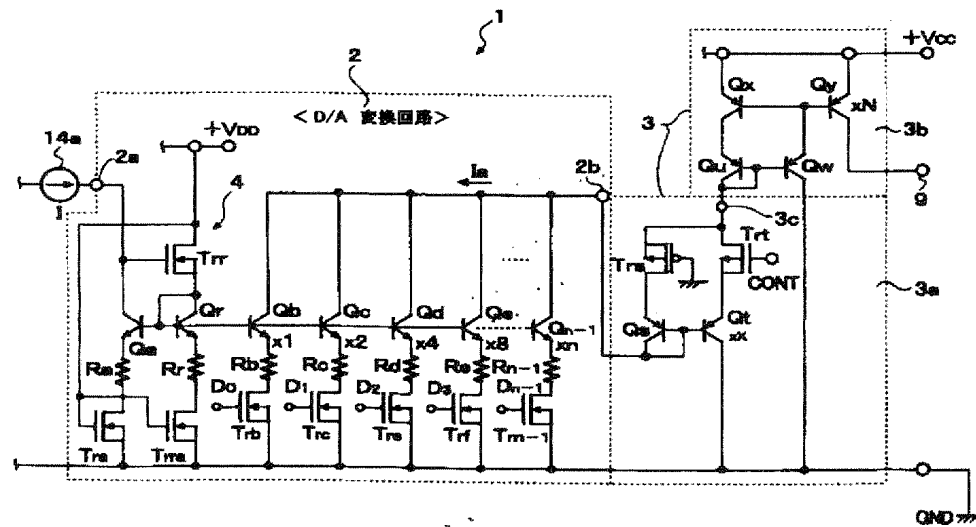 1
2
< D/A 変換回路 >
+VCC
Qx
Qy
xN
3
3b
14a
2a
+VDD
I
4
Ia
2b
Qu
Qw
9
3c
Trr
Trs
Trt
CONT
3a
Qa
Qr
Qb
Qc
Qd
Qe
Qn-1
x1
x2
x4
x8
xn
Qs
Qt
xX
Ra
Rr
Rb
Rc
Rd
Re
Rn-1
D0
D1
D2
D3
Dn-1
Tra
Trra
Trb
Trc
Tre
Trf
Trn-1
GND